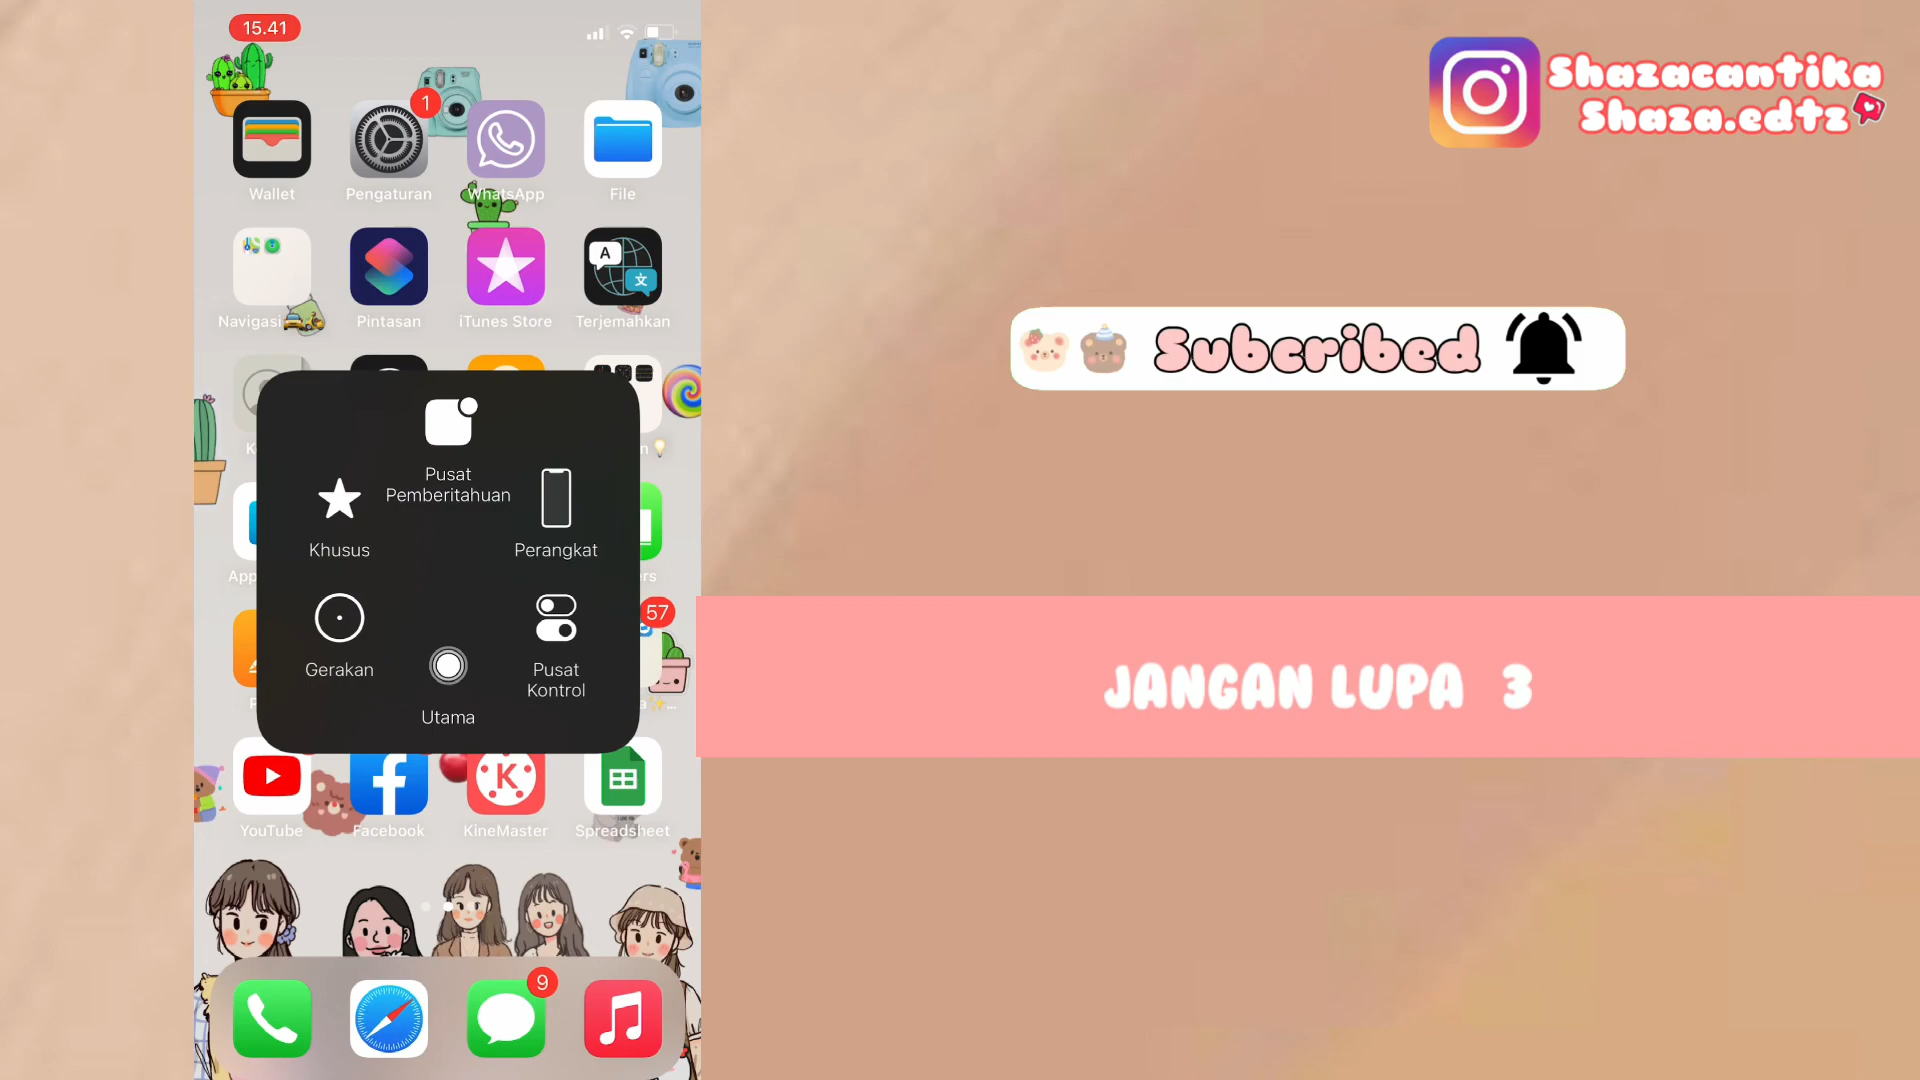 15.41
Shazacantika
Shaza.edtz
1
Wallet
Pengaturan
WhatsApp
File
A
文
Navigasi
Pintasan
iTunes Store
Terjemahkan
Subcribed
Pusat
Pemberitahuan
Khusus
Perangkat
Gerakan
Pusat
Kontrol
Utama
57
JANGAN LUPA 3
K
YouTube
Facebook
KineMaster
Spreadsheet
9